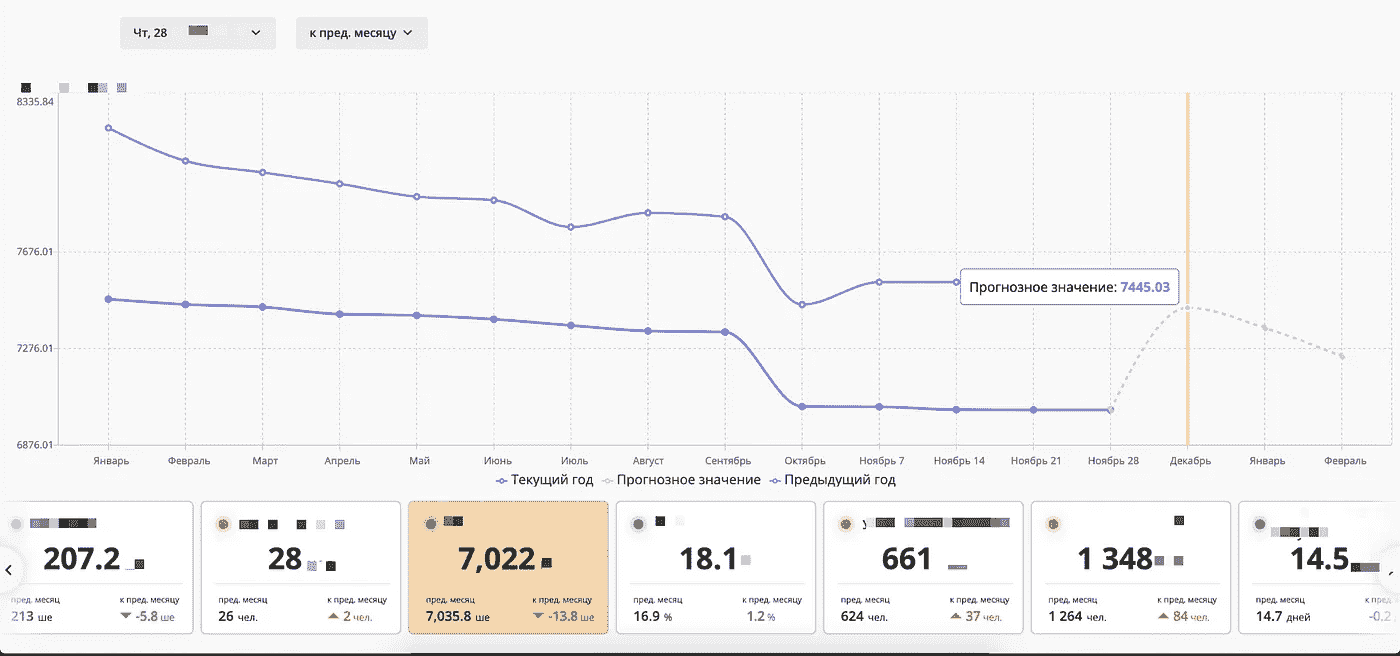 Чт, 28
к пред. месяцу
8335.84
7676.01
7276.01
6876.01
Прогнозное значение: 7445.03
Январь Февраль Март Апрель Май Июнь Июль Август Сентябрь Октябрь Ноябрь 7 Ноябрь 14 Ноябрь 21 Ноябрь 28 Декабрь Январь Февраль
Текущий год Прогнозное значение Предыдущий год
207.2 28 7,022 18.1 661 1 348 14.5
пред. месяц к пред. месяцу пред. месяц к пред. месяцу пред. месяц к пред. месяцу пред. месяц к пред. месяцу пред. месяц к пред. месяцу пред. месяц к пред. месяцу пред. месяц
213 ше -5.8 ше 26 чел. 2 чел. 7,035.8 ше -13.8 ше 16.9 % 1.2 % 624 чел. 37 чел. 1 264 чел. 84 чел. 14.7 дней -0.2